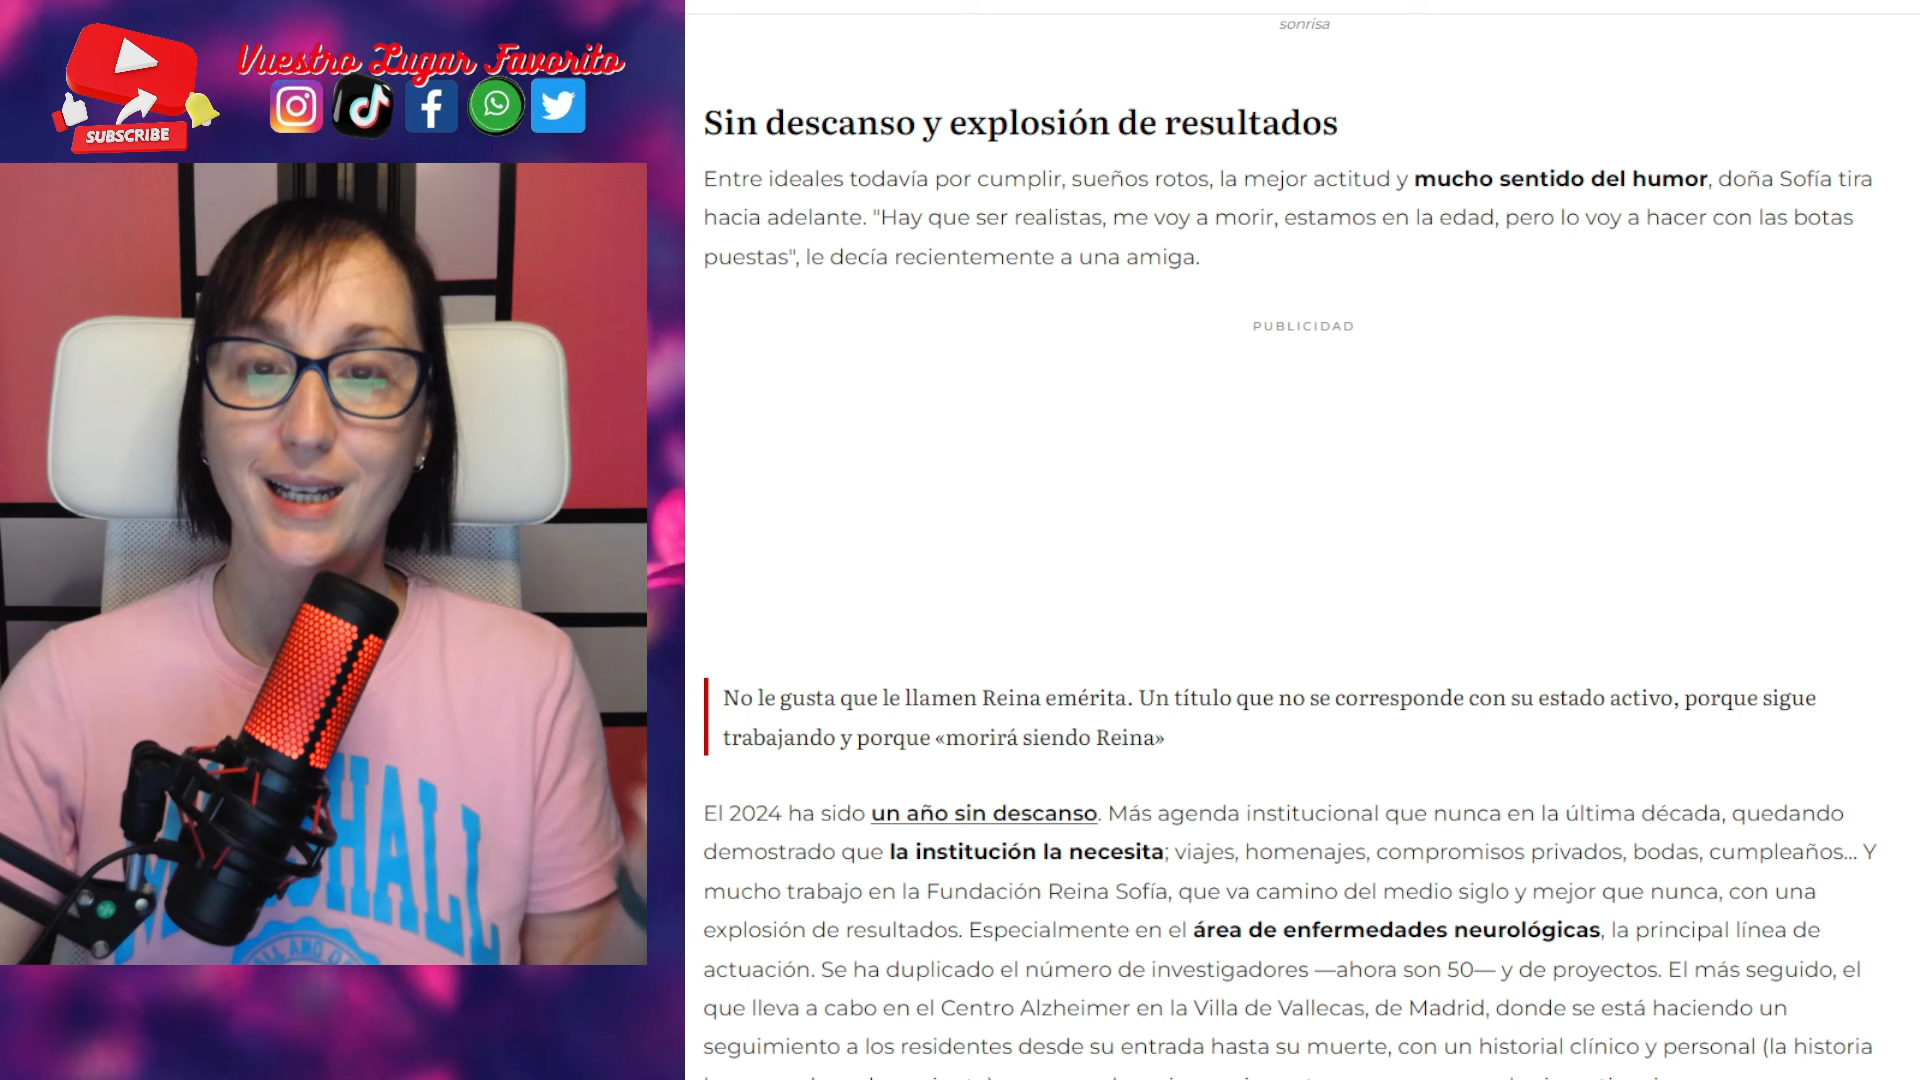 Vuestro Lugar Favorito
SUBSCRIBE
sonrisa
Sin descanso y explosión de resultados
Entre ideales todavía por cumplir, sueños rotos, la mejor actitud y mucho sentido del humor, doña Sofía tira
hacia adelante. "Hay que ser realistas, me voy a morir, estamos en la edad, pero lo voy a hacer con las botas
puestas", le decía recientemente a una amiga.
PUBLICIDAD
No le gusta que le llamen Reina emérita. Un título que no se corresponde con su estado activo, porque sigue
trabajando y porque «morirá siendo Reina»
El 2024 ha sido un año sin descanso. Más agenda institucional que nunca en la última década, quedando
demostrado que la institución la necesita; viajes, homenajes, compromisos privados, bodas, cumpleaños... Y
mucho trabajo en la Fundación Reina Sofía, que va camino del medio siglo y mejor que nunca, con una
explosión de resultados. Especialmente en el área de enfermedades neurológicas, la principal línea de
actuación. Se ha duplicado el número de investigadores —ahora son 50— y de proyectos. El más seguido, el
que lleva a cabo en el Centro Alzheimer en la Villa de Vallecas, de Madrid, donde se está haciendo un
seguimiento a los residentes desde su entrada hasta su muerte, con un historial clínico y personal (la historia